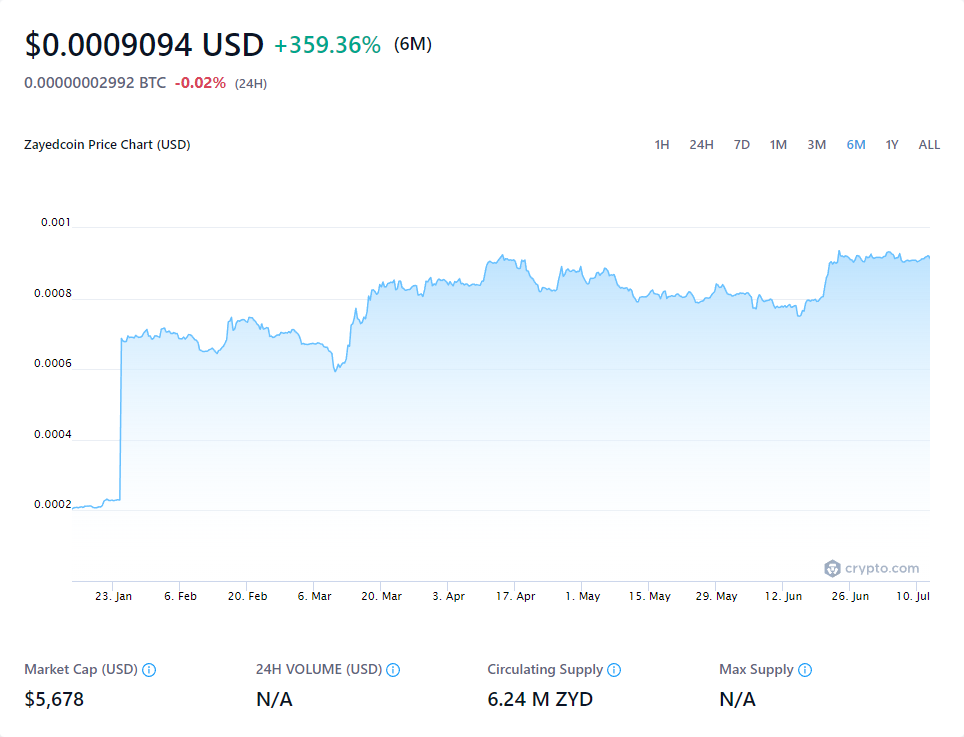 $0.0009094 USD +359.36% (6M)
0.00000002992 BTC -0.02% (24H)
Zayedcoin Price Chart (USD) 1H 24H 7D 1M 3M 6M 1Y ALL
0.001
0.0008
0.0006
0.0004
0.0002
crypto.com
23. Jan 6. Feb 20. Feb 6. Mar 20. Mar 3. Apr 17. Apr 1. May 15. May 29. May 12. Jun 26. Jun 10. Jul
Market Cap (USD) 24H VOLUME (USD) Circulating Supply Max Supply
$5,678 N/A 6.24 M ZYD N/A